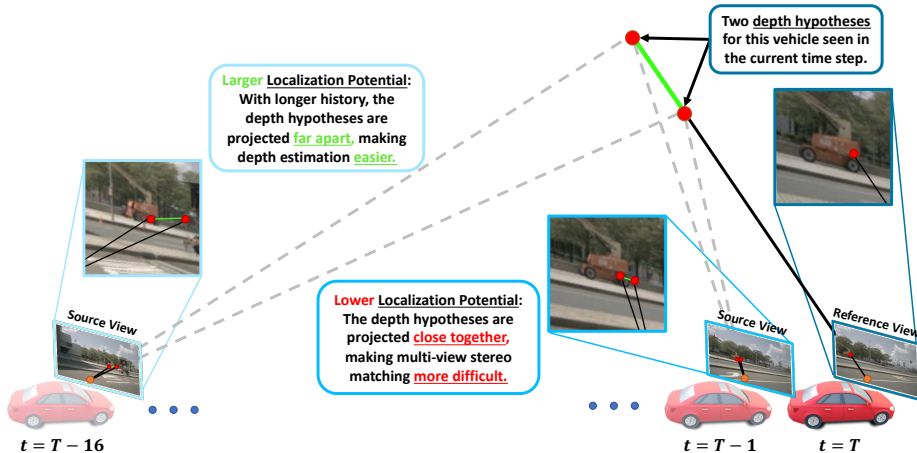 Two depth hypotheses
for this vehicle seen in
the current time step.
Larger Localization Potential:
With longer history, the
depth hypotheses are
projected far apart, making
depth estimation easier.
Lower Localization Potential:
The depth hypotheses are
projected close together,
making multi-view stereo
matching more difficult.
Source View
Source View
Reference View
t = T − 16
t = T − 1
t = T